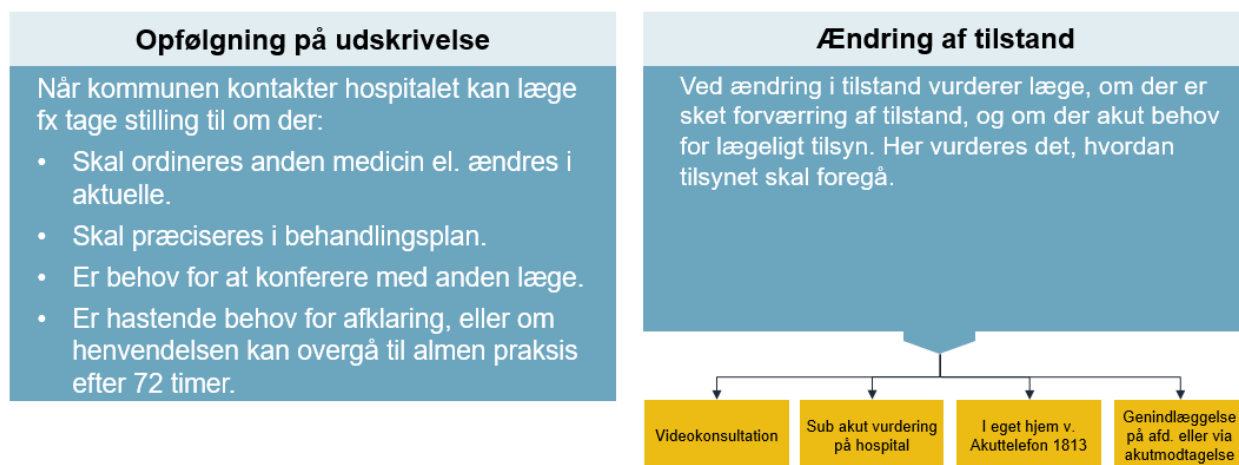 Opfølgning på udskrivelse
Når kommunen kontakter hospitalet kan læge
fx tage stilling til om der:
• Skal ordineres anden medicin el. ændres i
aktuelle.
• Skal præciseres i behandlingsplan.
• Er behov for at konferere med anden læge.
• Er hastende behov for afklaring, eller om
henvendelsen kan overgå til almen praksis
efter 72 timer.
Ændring af tilstand
Ved ændring i tilstand vurderer læge, om der er
sket forværring af tilstand, og om der akut behov
for lægeligt tilsyn. Her vurderes det, hvordan
tilsynet skal foregå.
Videokonsultation
Sub akut vurdering
på hospital
I eget hjem v.
Akuttelefon 1813
Genindlæggelse
på afd. eller via
akutmodtagelse